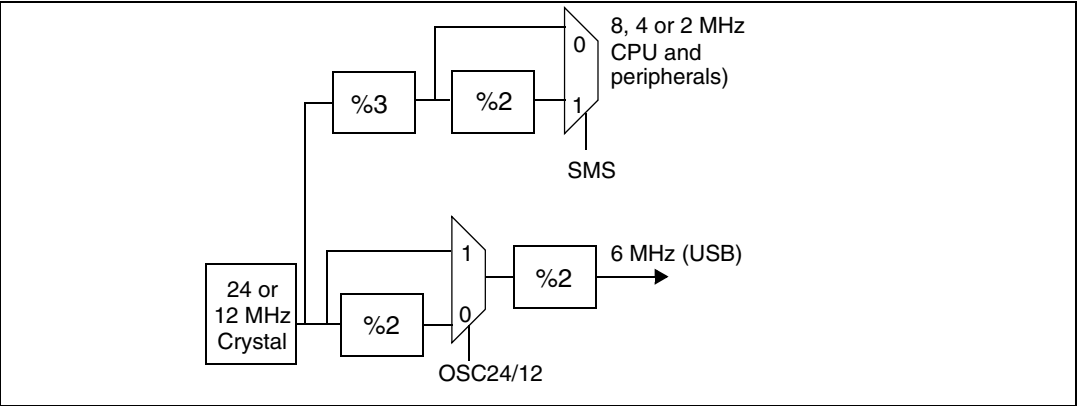 8, 4 or 2 MHz
CPU and
peripherals)
0
1
%3
%2
SMS
6 MHz (USB)
1
0
%2
24 or
12 MHz
Crystal
%2
OSC24/12